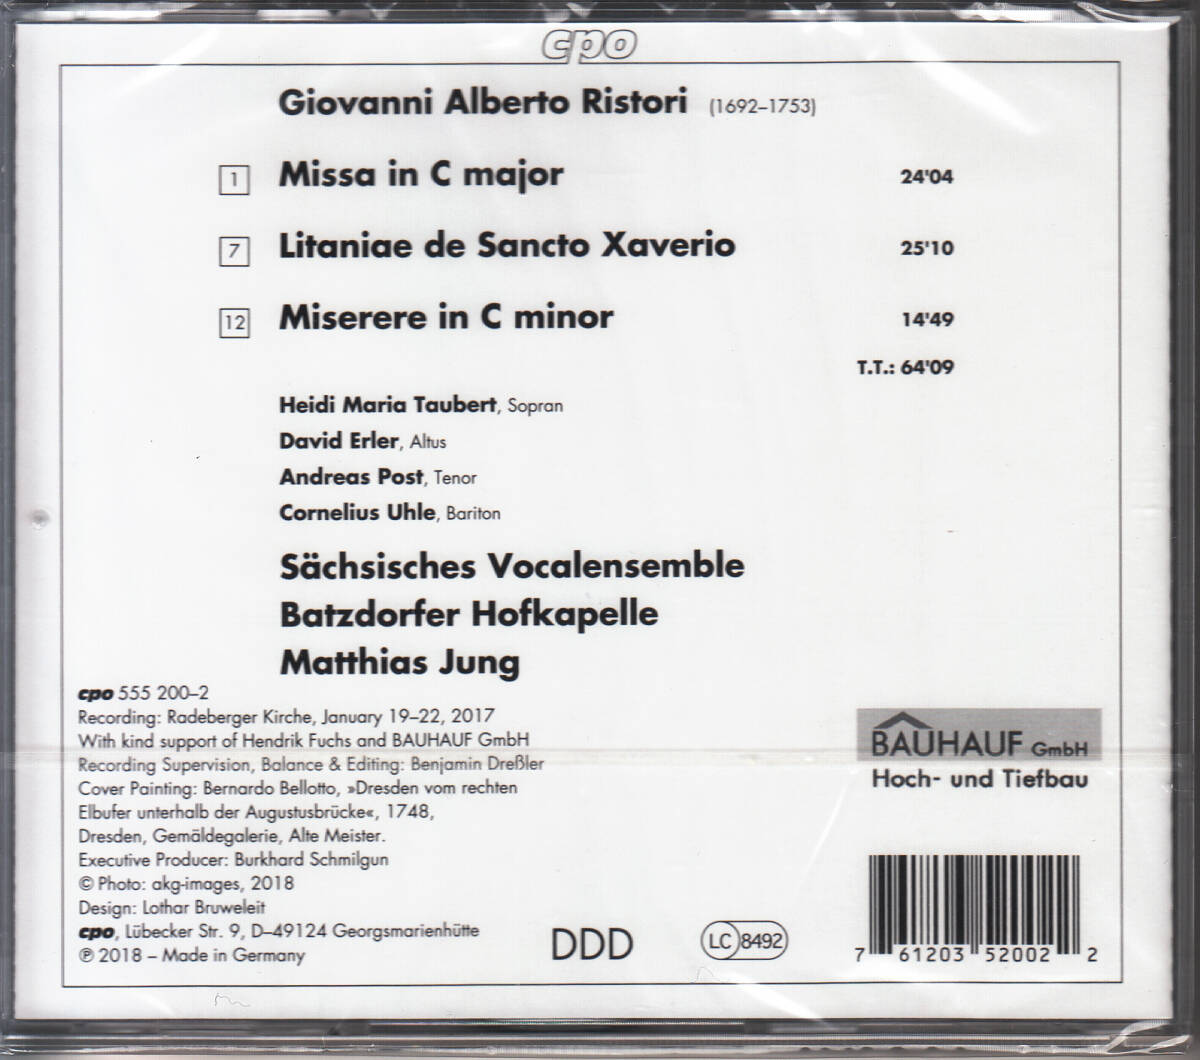 cpo
Giovanni Alberto Ristori (1692–1753)
1 Missa in C major 24'04
7 Litaniae de Sancto Xaverio 25'10
12 Miserere in C minor 14'49
T.T.: 64'09
Heidi Maria Taubert, Sopran
David Erler, Altus
Andreas Post, Tenor
Cornelius Uhle, Bariton
Sächsisches Vocalensemble
Batzdorfer Hofkapelle
Matthias Jung
cpo 555 200–2
Recording: Radeberger Kirche, January 19–22, 2017
With kind support of Hendrik Fuchs and BAUHAUF GmbH
Recording Supervision, Balance & Editing: Benjamin Dreßler
Cover Painting: Bernardo Bellotto, »Dresden vom rechten
Elbufer unterhalb der Augustusbrücke«, 1748,
Dresden, Gemäldegalerie, Alte Meister.
Executive Producer: Burkhard Schmilgun
© Photo: akg-images, 2018
Design: Lothar Bruweleit
cpo, Lübecker Str. 9, D–49124 Georgsmarienhütte
℗ 2018 – Made in Germany
DDD
LC 8492
BAUHAUF GmbH
Hoch- und Tiefbau
7 61203 52002 2